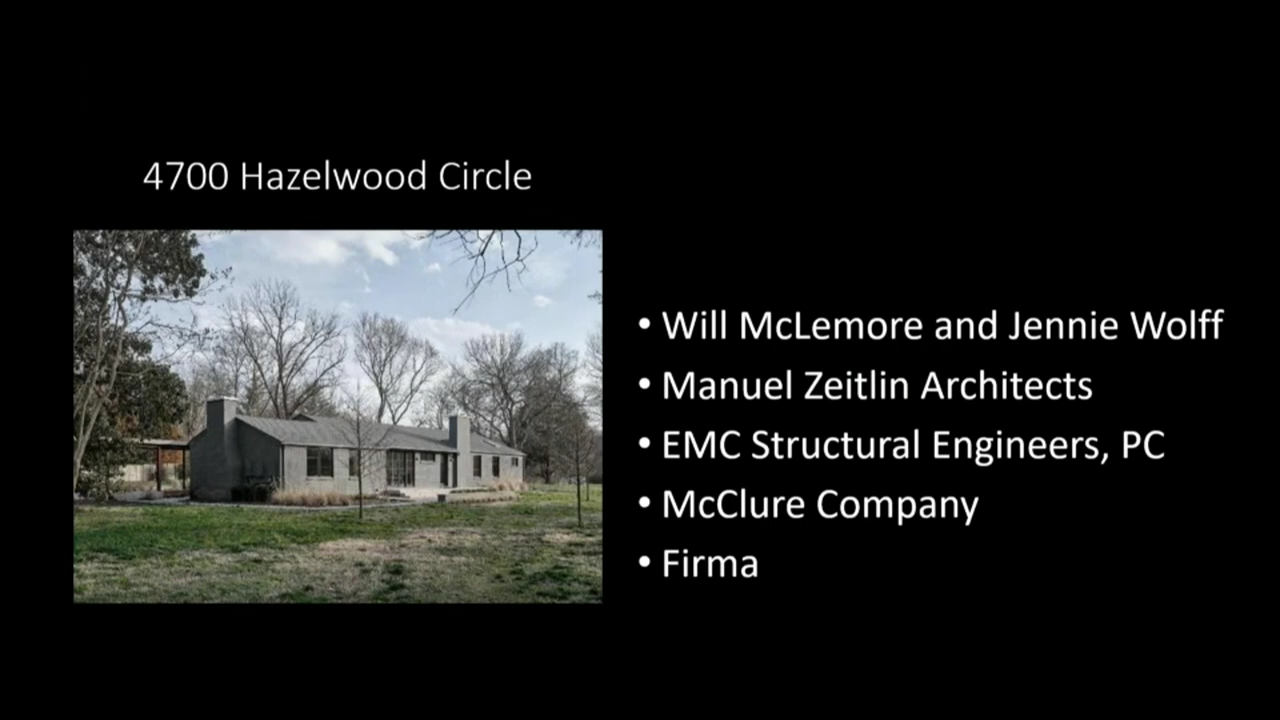 4700 Hazelwood Circle
• Will McLemore and Jennie Wolff
• Manuel Zeitlin Architects
• EMC Structural Engineers, PC
• McClure Company
• Firma